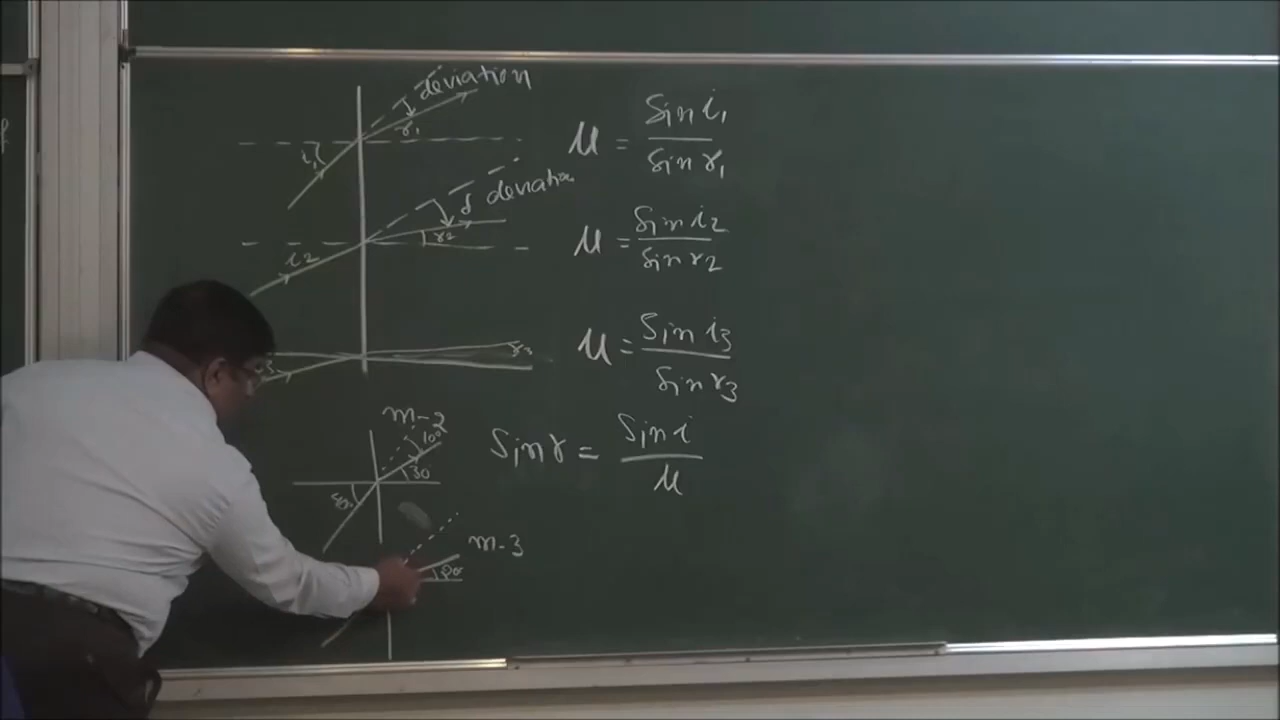 deviation
i₁
r₁
μ = sin i₁ / sin r₁
δ deviation
i₂
r₂
μ = sin i₂ / sin r₂
r₃
μ = sin i₃ / sin r₃
m-2
10°
30
sin r = sin i / μ
m-3
20°